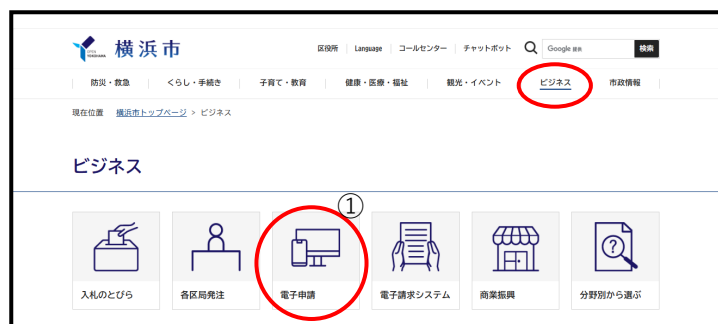 横浜市
区役所 Language コールセンター チャットボット Google 検索
防災・救急 くらし・手続き 子育て・教育 健康・医療・福祉 観光・イベント ビジネス 市政情報
現在位置 横浜市トップページ > ビジネス
ビジネス
①
入札のとびら 各区局発注 電子申請 電子請求システム 商業振興 分野別から選ぶ